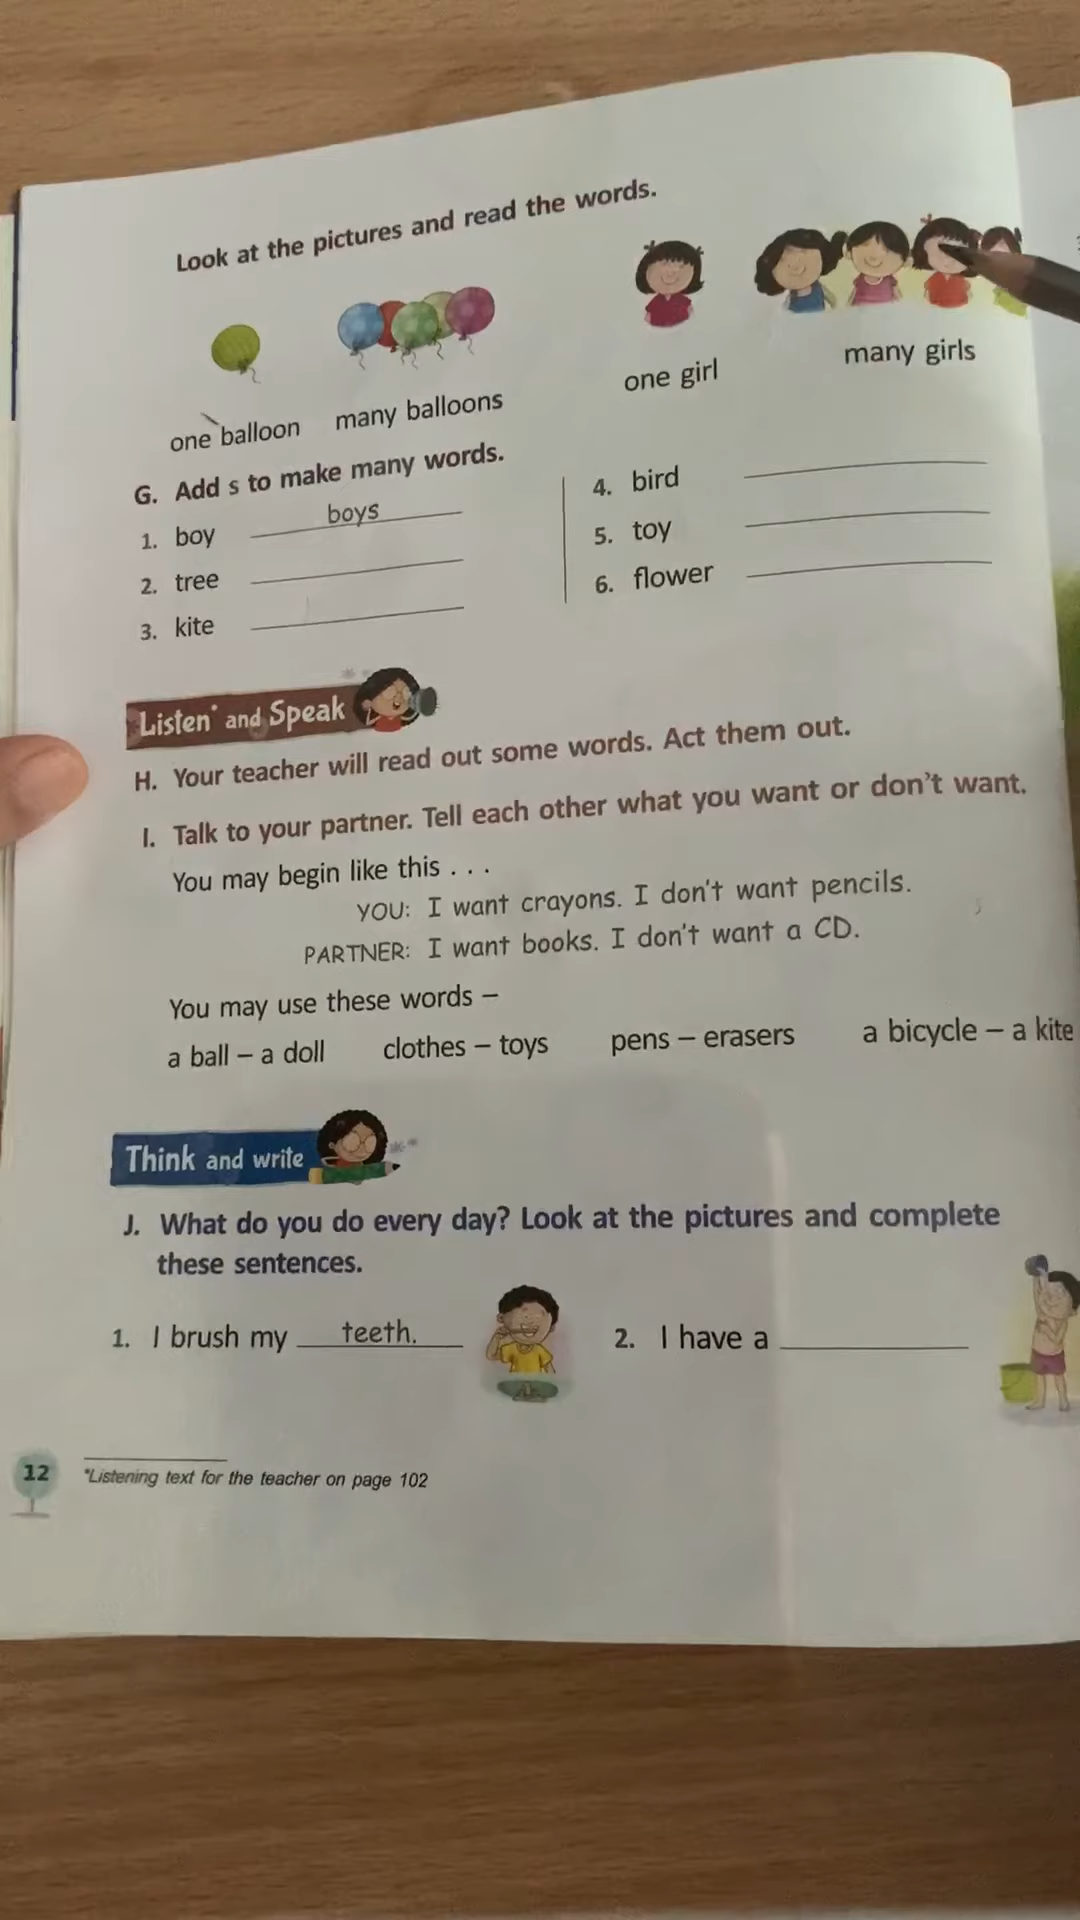 Look at the pictures and read the words.
one balloon many balloons
one girl many girls
G. Add s to make many words.
1. boy boys
2. tree
3. kite
4. bird
5. toy
6. flower
Listen* and Speak
H. Your teacher will read out some words. Act them out.
I. Talk to your partner. Tell each other what you want or don't want.
You may begin like this . . .
YOU: I want crayons. I don't want pencils.
PARTNER: I want books. I don't want a CD.
You may use these words –
a ball – a doll clothes – toys pens – erasers a bicycle – a kite
Think and write
J. What do you do every day? Look at the pictures and complete
these sentences.
1. I brush my teeth.
2. I have a
12
*Listening text for the teacher on page 102